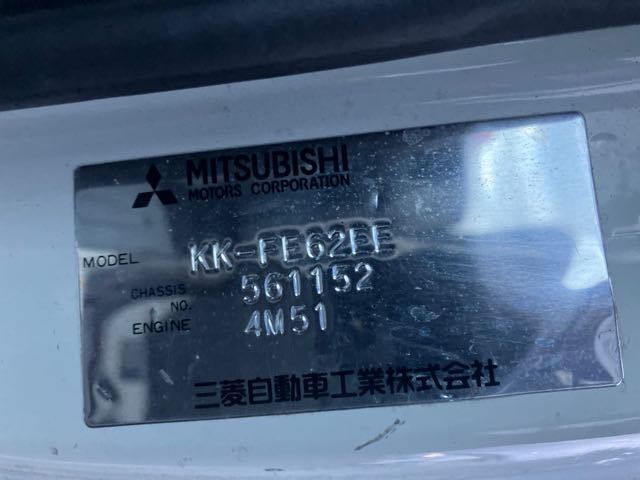 MITSUBISHI
MOTORS CORPORATION
MODEL KK-FE62EE
CHASSIS NO. 561152
ENGINE 4M51
三菱自動車工業株式会社